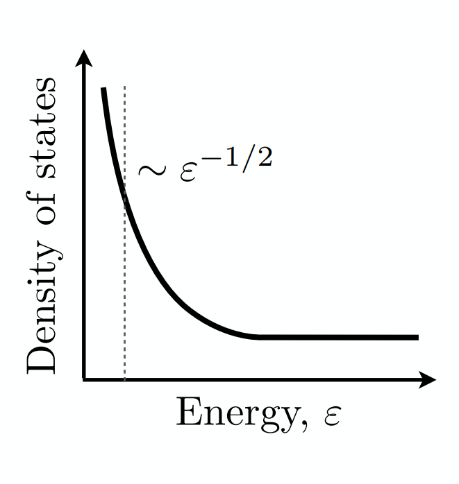 Density of states
~ ε^{-1/2}
Energy, ε